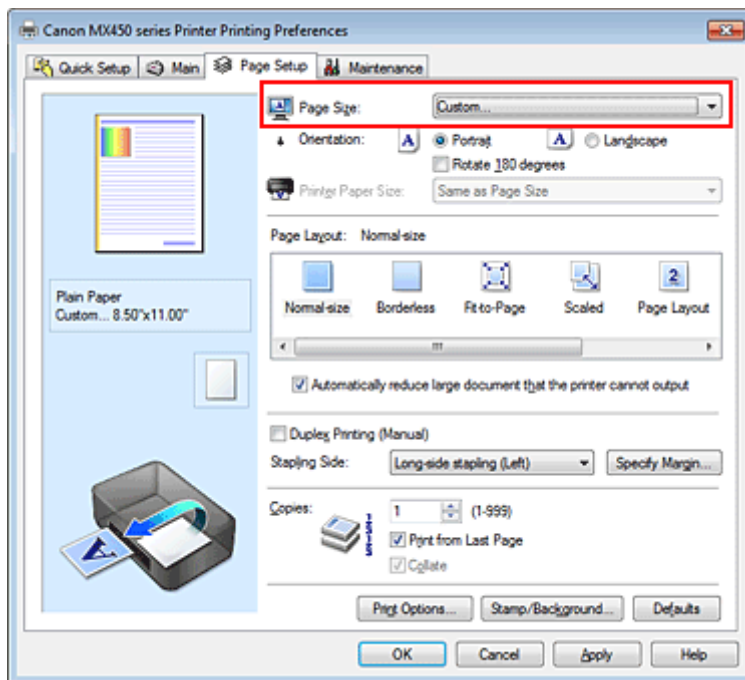 Canon MX450 series Printer Printing Preferences
Quick Setup Main Page Setup Maintenance
Page Size: Custom...
Orientation: A Portrait A Landscape
Rotate 180 degrees
Printer Paper Size: Same as Page Size
Page Layout: Normal-size
2
Normal-size Borderless Fit-to-Page Scaled Page Layout
Plain Paper
Custom... 8.50"x11.00"
Automatically reduce large document that the printer cannot output
Duplex Printing (Manual)
Stapling Side: Long-side stapling (Left) Specify Margin...
Copies: 1 (1-999)
Print from Last Page
Collate
A
Print Options... Stamp/Background... Defaults
OK Cancel Apply Help